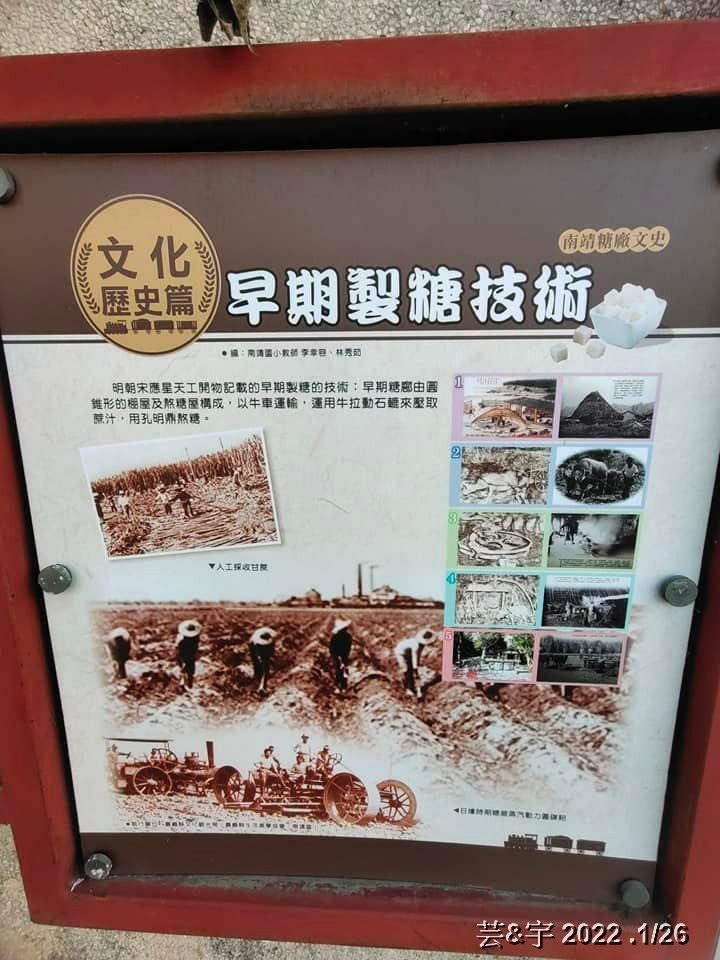 南靖糖廠文史
文化
歷史篇
早期製糖技術
●編：南靖國小教師 李幸容、林秀茹
明朝宋應星天工開物記載的早期製糖的技術：早期糖廍由圓
錐形的棚屋及熬糖屋構成，以牛車運輸，運用牛拉動石轆來壓取
蔗汁，用孔明鼎熬糖。
1
2
3
4
5
▼人工採收甘蔗
◀日據時期糖廠蒸汽動力圓碟耙
芸&宇 2022 .1/26